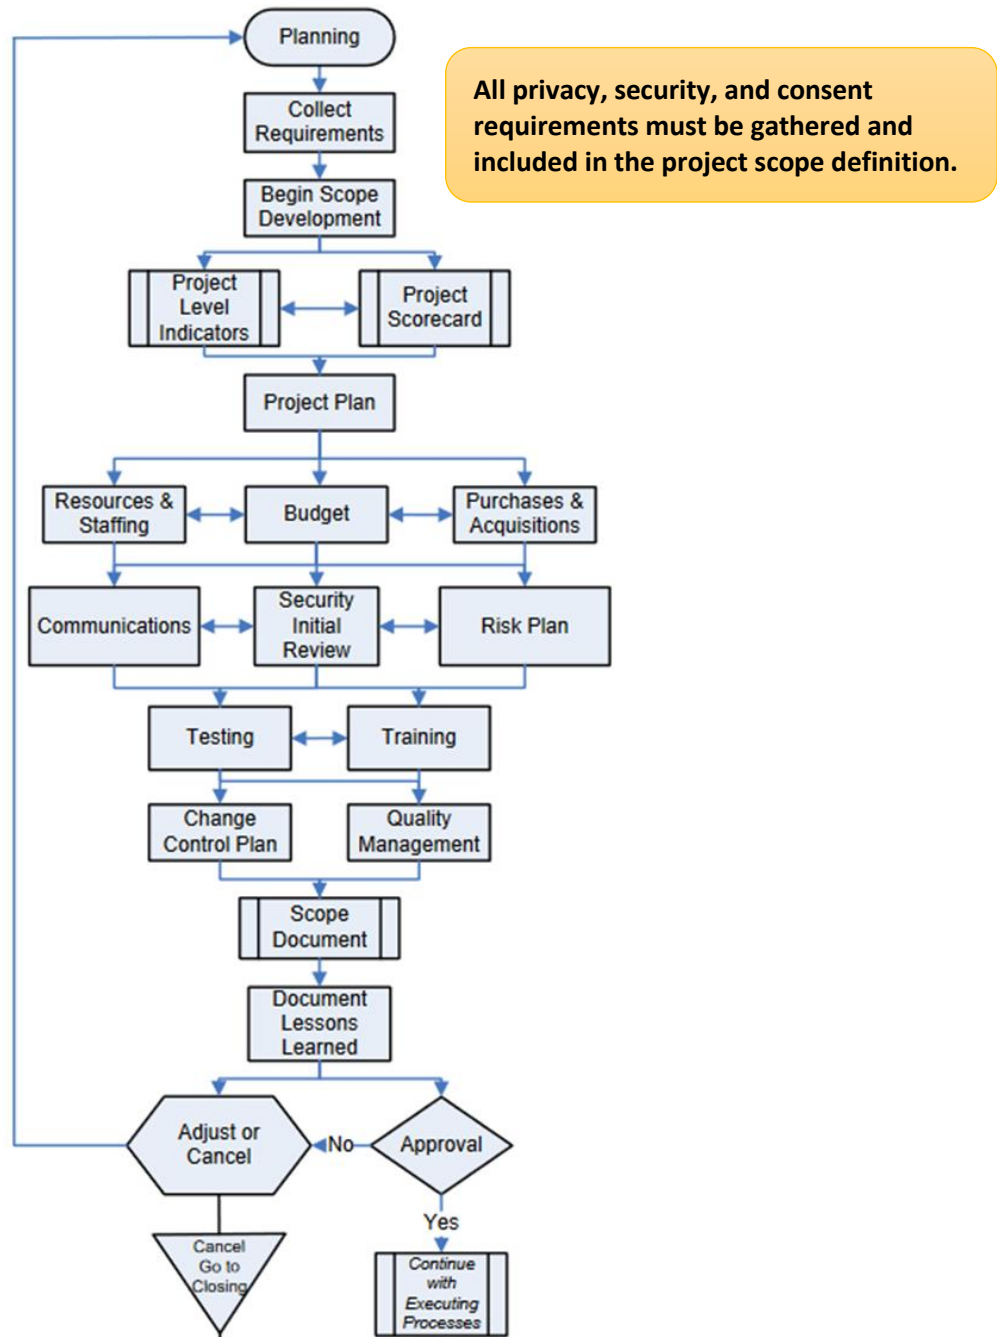 Planning
All privacy, security, and consent
requirements must be gathered and
included in the project scope definition.
Collect
Requirements
Begin Scope
Development
Project
Level
Indicators
Project
Scorecard
Project Plan
Resources &
Staffing
Budget
Purchases &
Acquisitions
Communications
Security
Initial
Review
Risk Plan
Testing
Training
Change
Control Plan
Quality
Management
Scope
Document
Document
Lessons
Learned
Adjust or
Cancel
No
Approval
Yes
Cancel
Go to
Closing
Continue
with
Executing
Processes